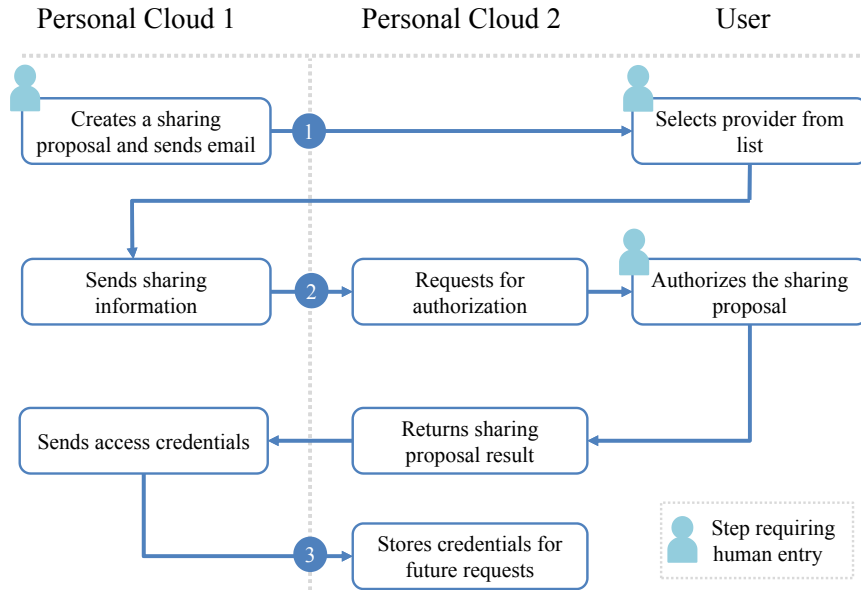 Personal Cloud 1
Personal Cloud 2
User
Creates a sharing
proposal and sends email
1
Selects provider from
list
Sends sharing
information
2
Requests for
authorization
Authorizes the sharing
proposal
Sends access credentials
Returns sharing
proposal result
3
Stores credentials for
future requests
Step requiring
human entry